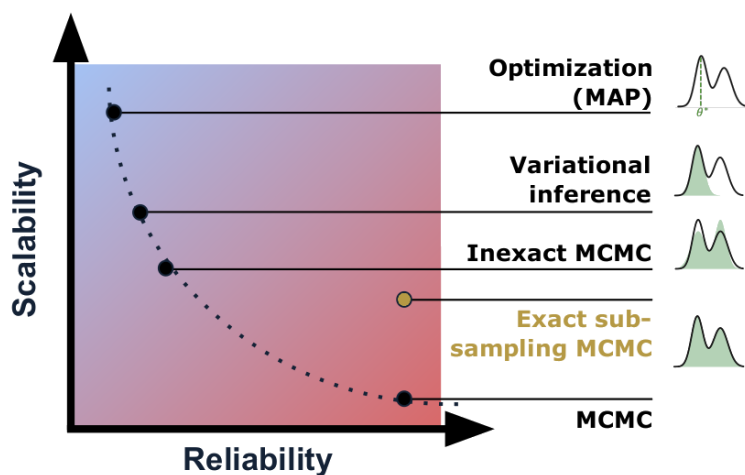 Optimization
(MAP)
θ*
Variational
inference
Inexact MCMC
Exact sub-
sampling MCMC
MCMC
Scalability
Reliability